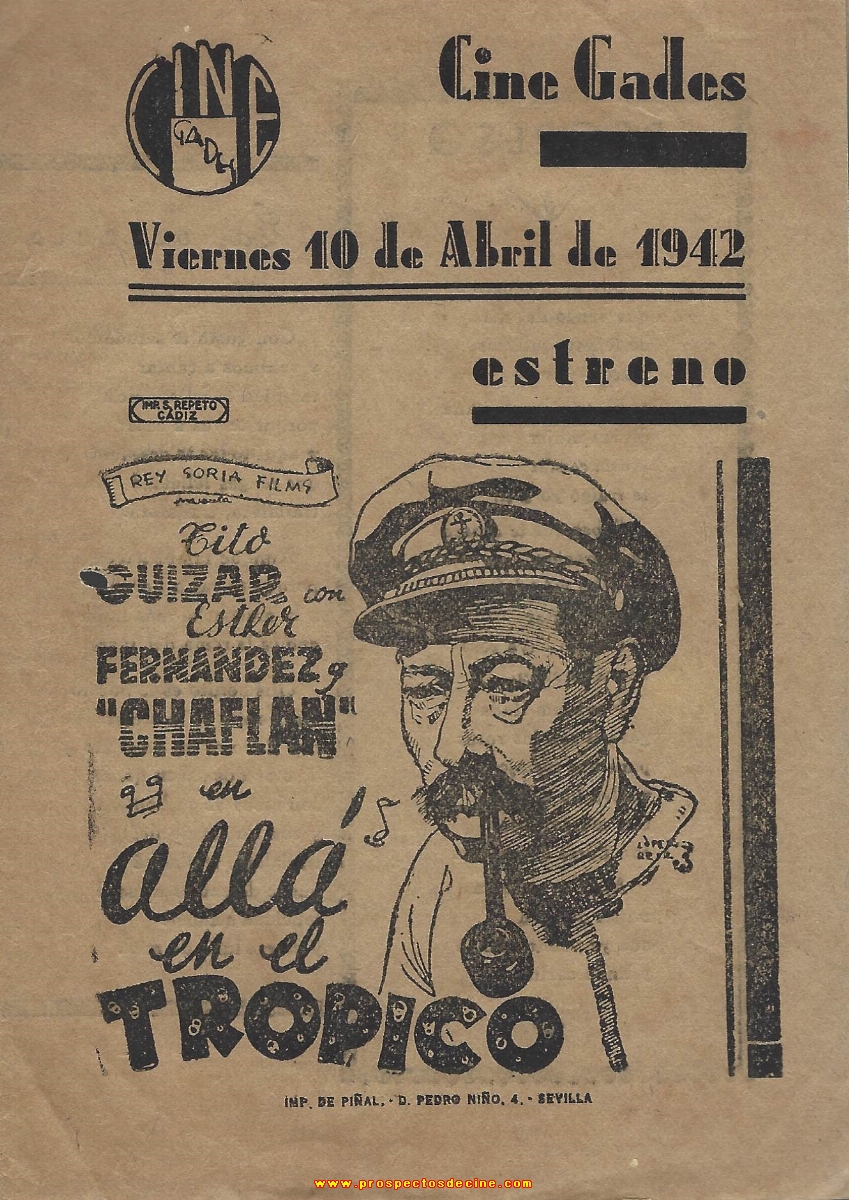 CINE
GADES
Cine Gades
Viernes 10 de Abril de 1942
estreno
IMP. S. REPETO
CÁDIZ
REY SORIA FILMS
presenta
Tito
GUIZAR con
Esther
FERNANDEZ y
"CHAFLAN"
en
allá
en el
TROPICO
IMP. DE PIÑAL. - D. PEDRO NIÑO, 4. - SEVILLA
www.prospectosdecine.com